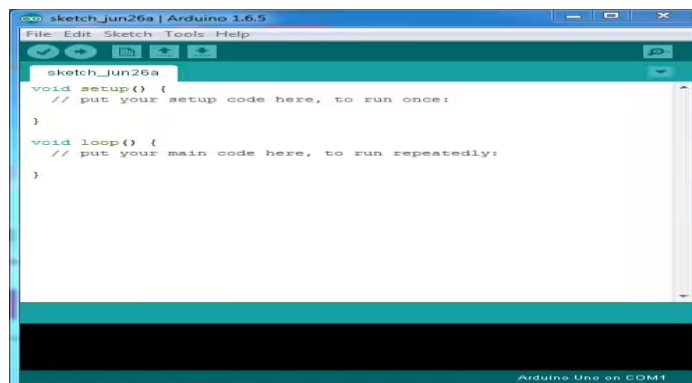 sketch_jun26a | Arduino 1.6.5
File Edit Sketch Tools Help
sketch_jun26a
void setup() {
  // put your setup code here, to run once:
}
void loop() {
  // put your main code here, to run repeatedly:
}
Arduino Uno on COM1